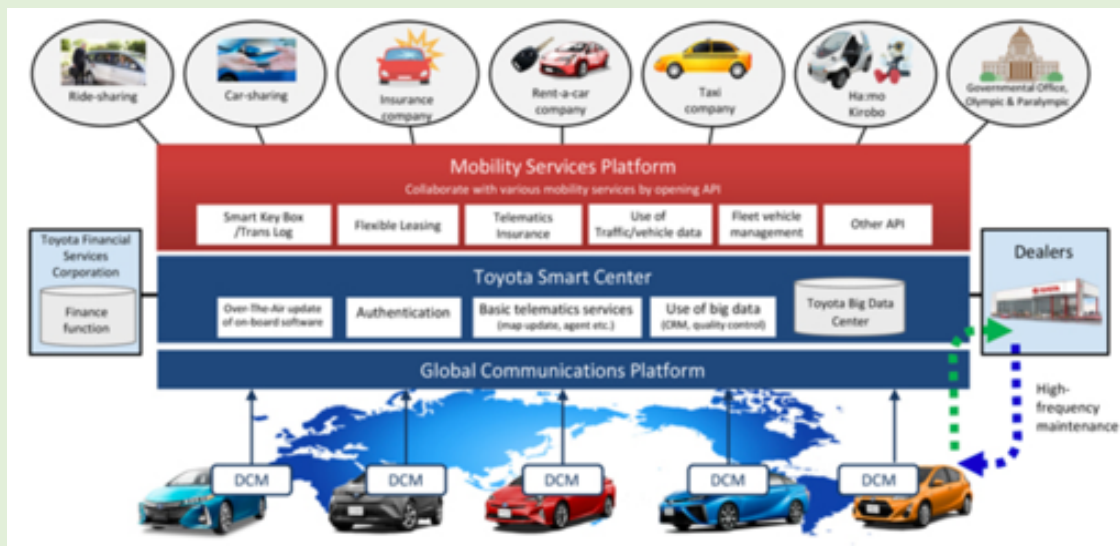 Ride-sharing
Car-sharing
Insurance
company
Rent-a-car
company
Taxi
company
Ha:mo
Kirobo
Governmental Office,
Olympic & Paralympic
Mobility Services Platform
Collaborate with various mobility services by opening API
Smart Key Box
/Trans Log
Flexible Leasing
Telematics
Insurance
Use of
Traffic/vehicle data
Fleet vehicle
management
Other API
Toyota Financial
Services
Corporation
Finance
function
Toyota Smart Center
Over-The-Air update
of on-board software
Authentication
Basic telematics services
(map update, agent etc.)
Use of big data
(CRM, quality control)
Toyota Big Data
Center
Dealers
Global Communications Platform
High-
frequency
maintenance
DCM
DCM
DCM
DCM
DCM